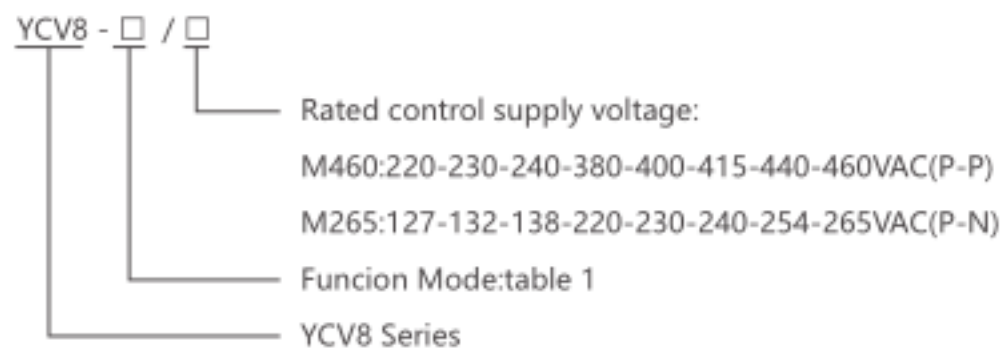 YCV8 - □ / □
Rated control supply voltage:
M460:220-230-240-380-400-415-440-460VAC(P-P)
M265:127-132-138-220-230-240-254-265VAC(P-N)
Funcion Mode:table 1
YCV8 Series